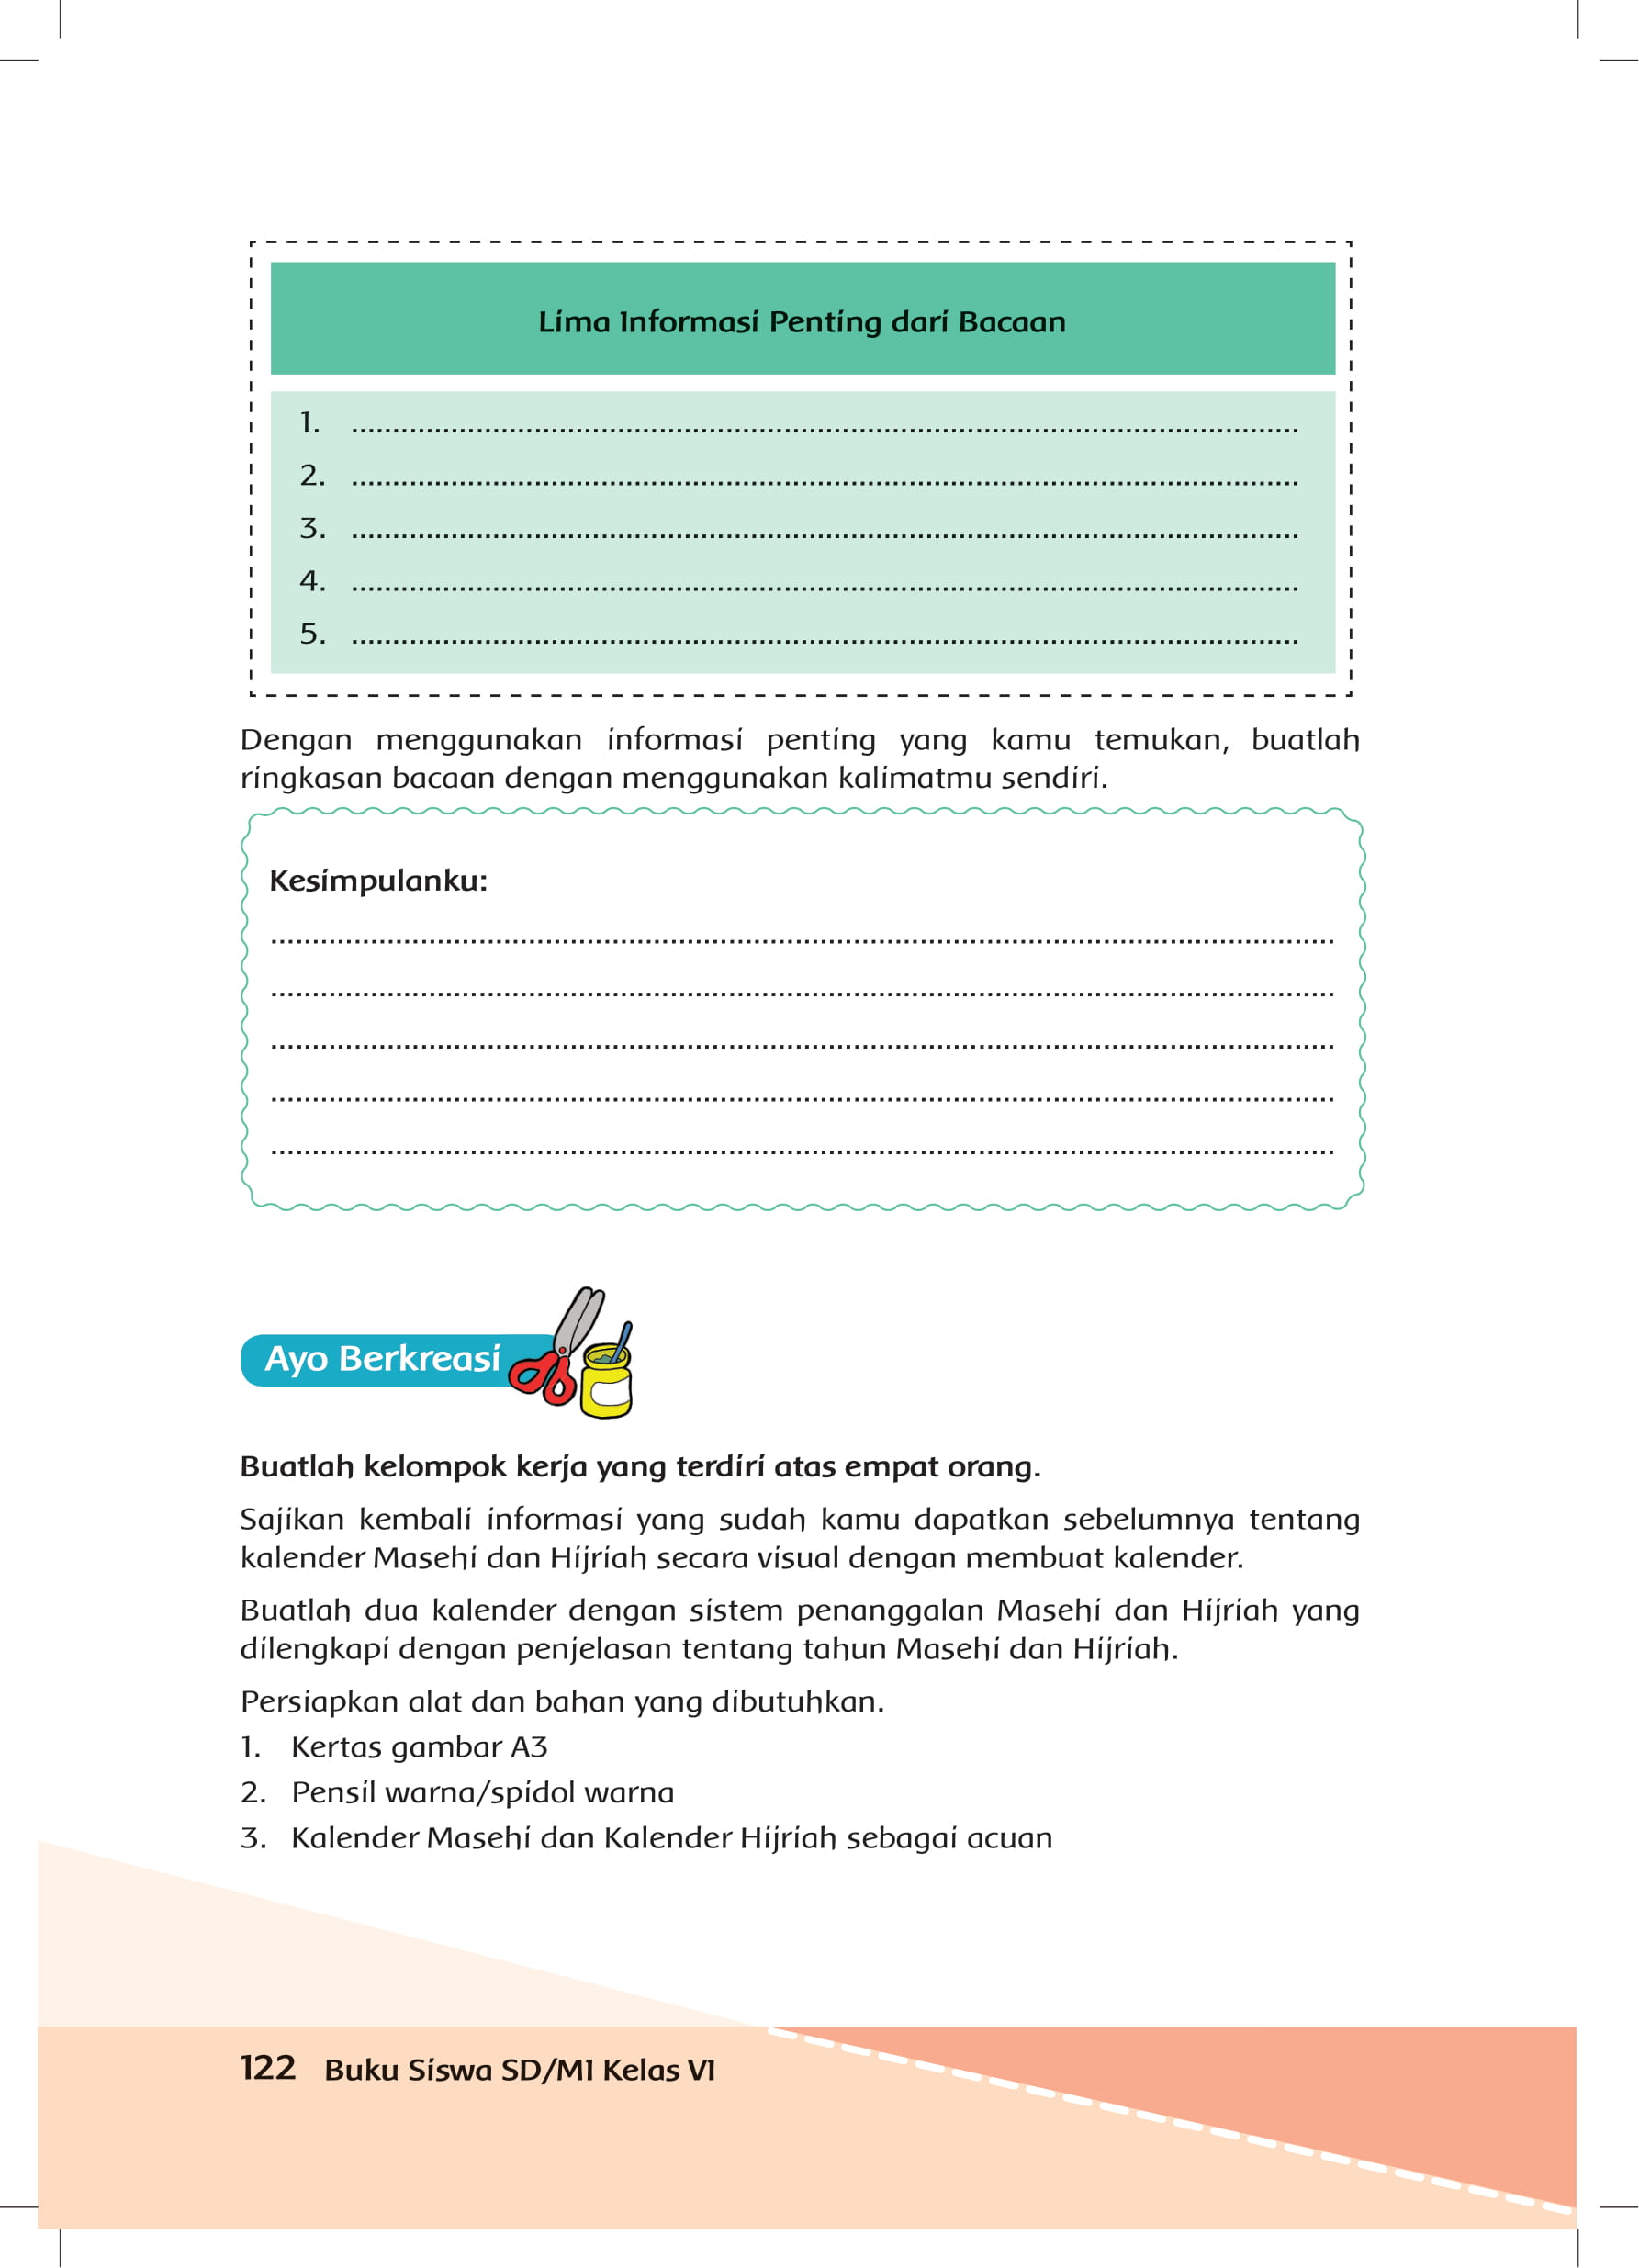 Lima Informasi Penting dari Bacaan
1. ....................................................................................................................
2. ....................................................................................................................
3. ....................................................................................................................
4. ....................................................................................................................
5. ....................................................................................................................
Dengan menggunakan informasi penting yang kamu temukan, buatlah
ringkasan bacaan dengan menggunakan kalimatmu sendiri.
Kesimpulanku:
....................................................................................................................
....................................................................................................................
....................................................................................................................
....................................................................................................................
....................................................................................................................
Ayo Berkreasi
Buatlah kelompok kerja yang terdiri atas empat orang.
Sajikan kembali informasi yang sudah kamu dapatkan sebelumnya tentang
kalender Masehi dan Hijriah secara visual dengan membuat kalender.
Buatlah dua kalender dengan sistem penanggalan Masehi dan Hijriah yang
dilengkapi dengan penjelasan tentang tahun Masehi dan Hijriah.
Persiapkan alat dan bahan yang dibutuhkan.
1. Kertas gambar A3
2. Pensil warna/spidol warna
3. Kalender Masehi dan Kalender Hijriah sebagai acuan
122 Buku Siswa SD/MI Kelas VI